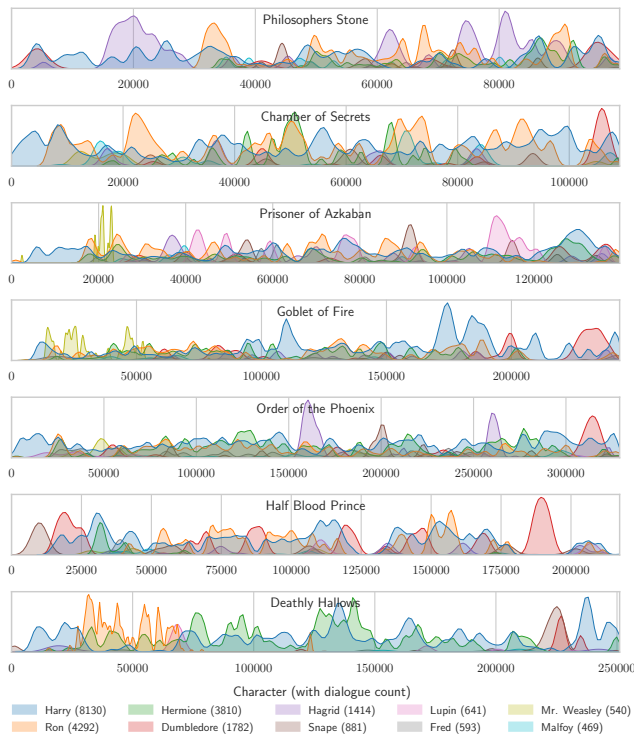 Philosophers Stone
0 20000 40000 60000 80000
Chamber of Secrets
0 20000 40000 60000 80000 100000
Prisoner of Azkaban
0 20000 40000 60000 80000 100000 120000
Goblet of Fire
0 50000 100000 150000 200000
Order of the Phoenix
0 50000 100000 150000 200000 250000 300000
Half Blood Prince
0 25000 50000 75000 100000 125000 150000 175000 200000
Deathly Hallows
0 50000 100000 150000 200000 250000
Character (with dialogue count)
Harry (8130) Hermione (3810) Hagrid (1414) Lupin (641) Mr. Weasley (540)
Ron (4292) Dumbledore (1782) Snape (881) Fred (593) Malfoy (469)